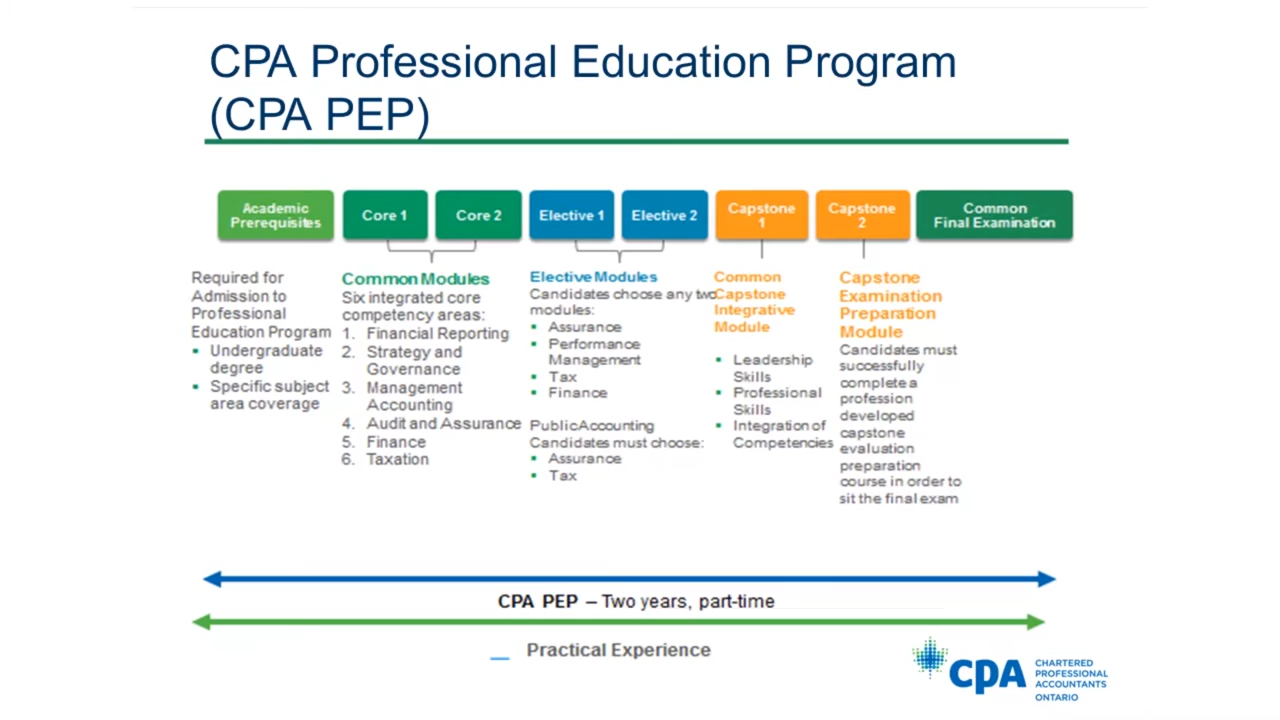 CPA Professional Education Program
(CPA PEP)
Academic
Prerequisites
Core 1
Core 2
Elective 1
Elective 2
Capstone
1
Capstone
2
Common
Final Examination
Required for
Admission to
Professional
Education Program
▪ Undergraduate
degree
▪ Specific subject
area coverage
Common Modules
Six integrated core
competency areas:
1. Financial Reporting
2. Strategy and
Governance
3. Management
Accounting
4. Audit and Assurance
5. Finance
6. Taxation
Elective Modules
Candidates choose any two
modules:
▪ Assurance
▪ Performance
Management
▪ Tax
▪ Finance
Public Accounting
Candidates must choose:
▪ Assurance
▪ Tax
Common
Capstone
Integrative
Module
▪ Leadership
Skills
▪ Professional
Skills
▪ Integration of
Competencies
Capstone
Examination
Preparation
Module
Candidates must
successfully
complete a
profession
developed
capstone
evaluation
preparation
course in order to
sit the final exam
CPA PEP – Two years, part-time
Practical Experience
CPA
CHARTERED
PROFESSIONAL
ACCOUNTANTS
ONTARIO